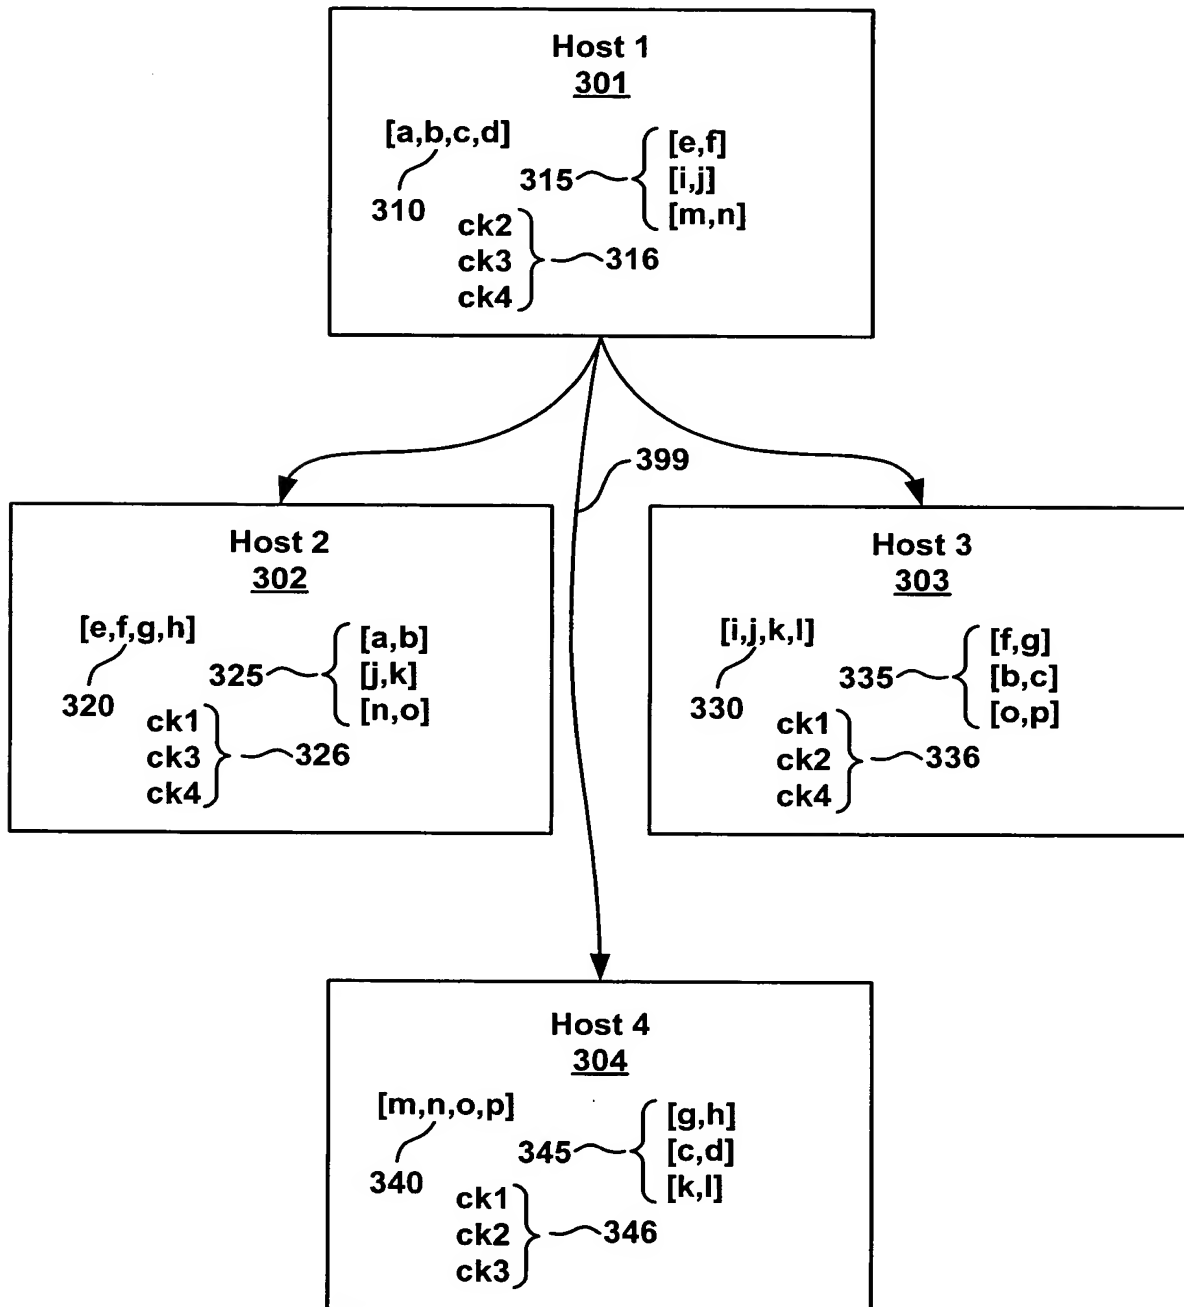 Host 1
301
[a,b,c,d]
310
315
[e,f]
[i,j]
[m,n]
ck2
ck3
ck4
316
399
Host 2
302
[e,f,g,h]
320
325
[a,b]
[j,k]
[n,o]
ck1
ck3
ck4
326
Host 3
303
[i,j,k,l]
330
335
[f,g]
[b,c]
[o,p]
ck1
ck2
ck4
336
Host 4
304
[m,n,o,p]
340
345
[g,h]
[c,d]
[k,l]
ck1
ck2
ck3
346